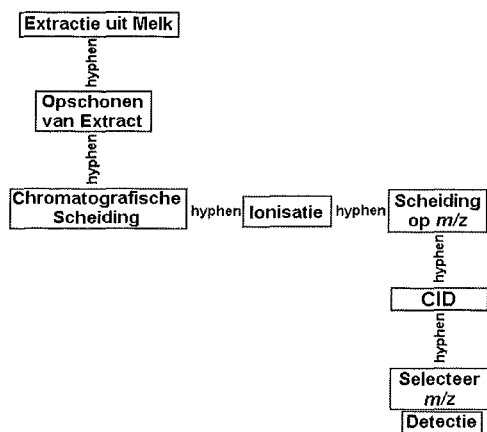 Extractie uit Melk
hyphen
Opschonen
van Extract
hyphen
Chromatografische
Scheiding
hyphen
Ionisatie
hyphen
Scheiding
op m/z
hyphen
CID
hyphen
Selecteer
m/z
Detectie